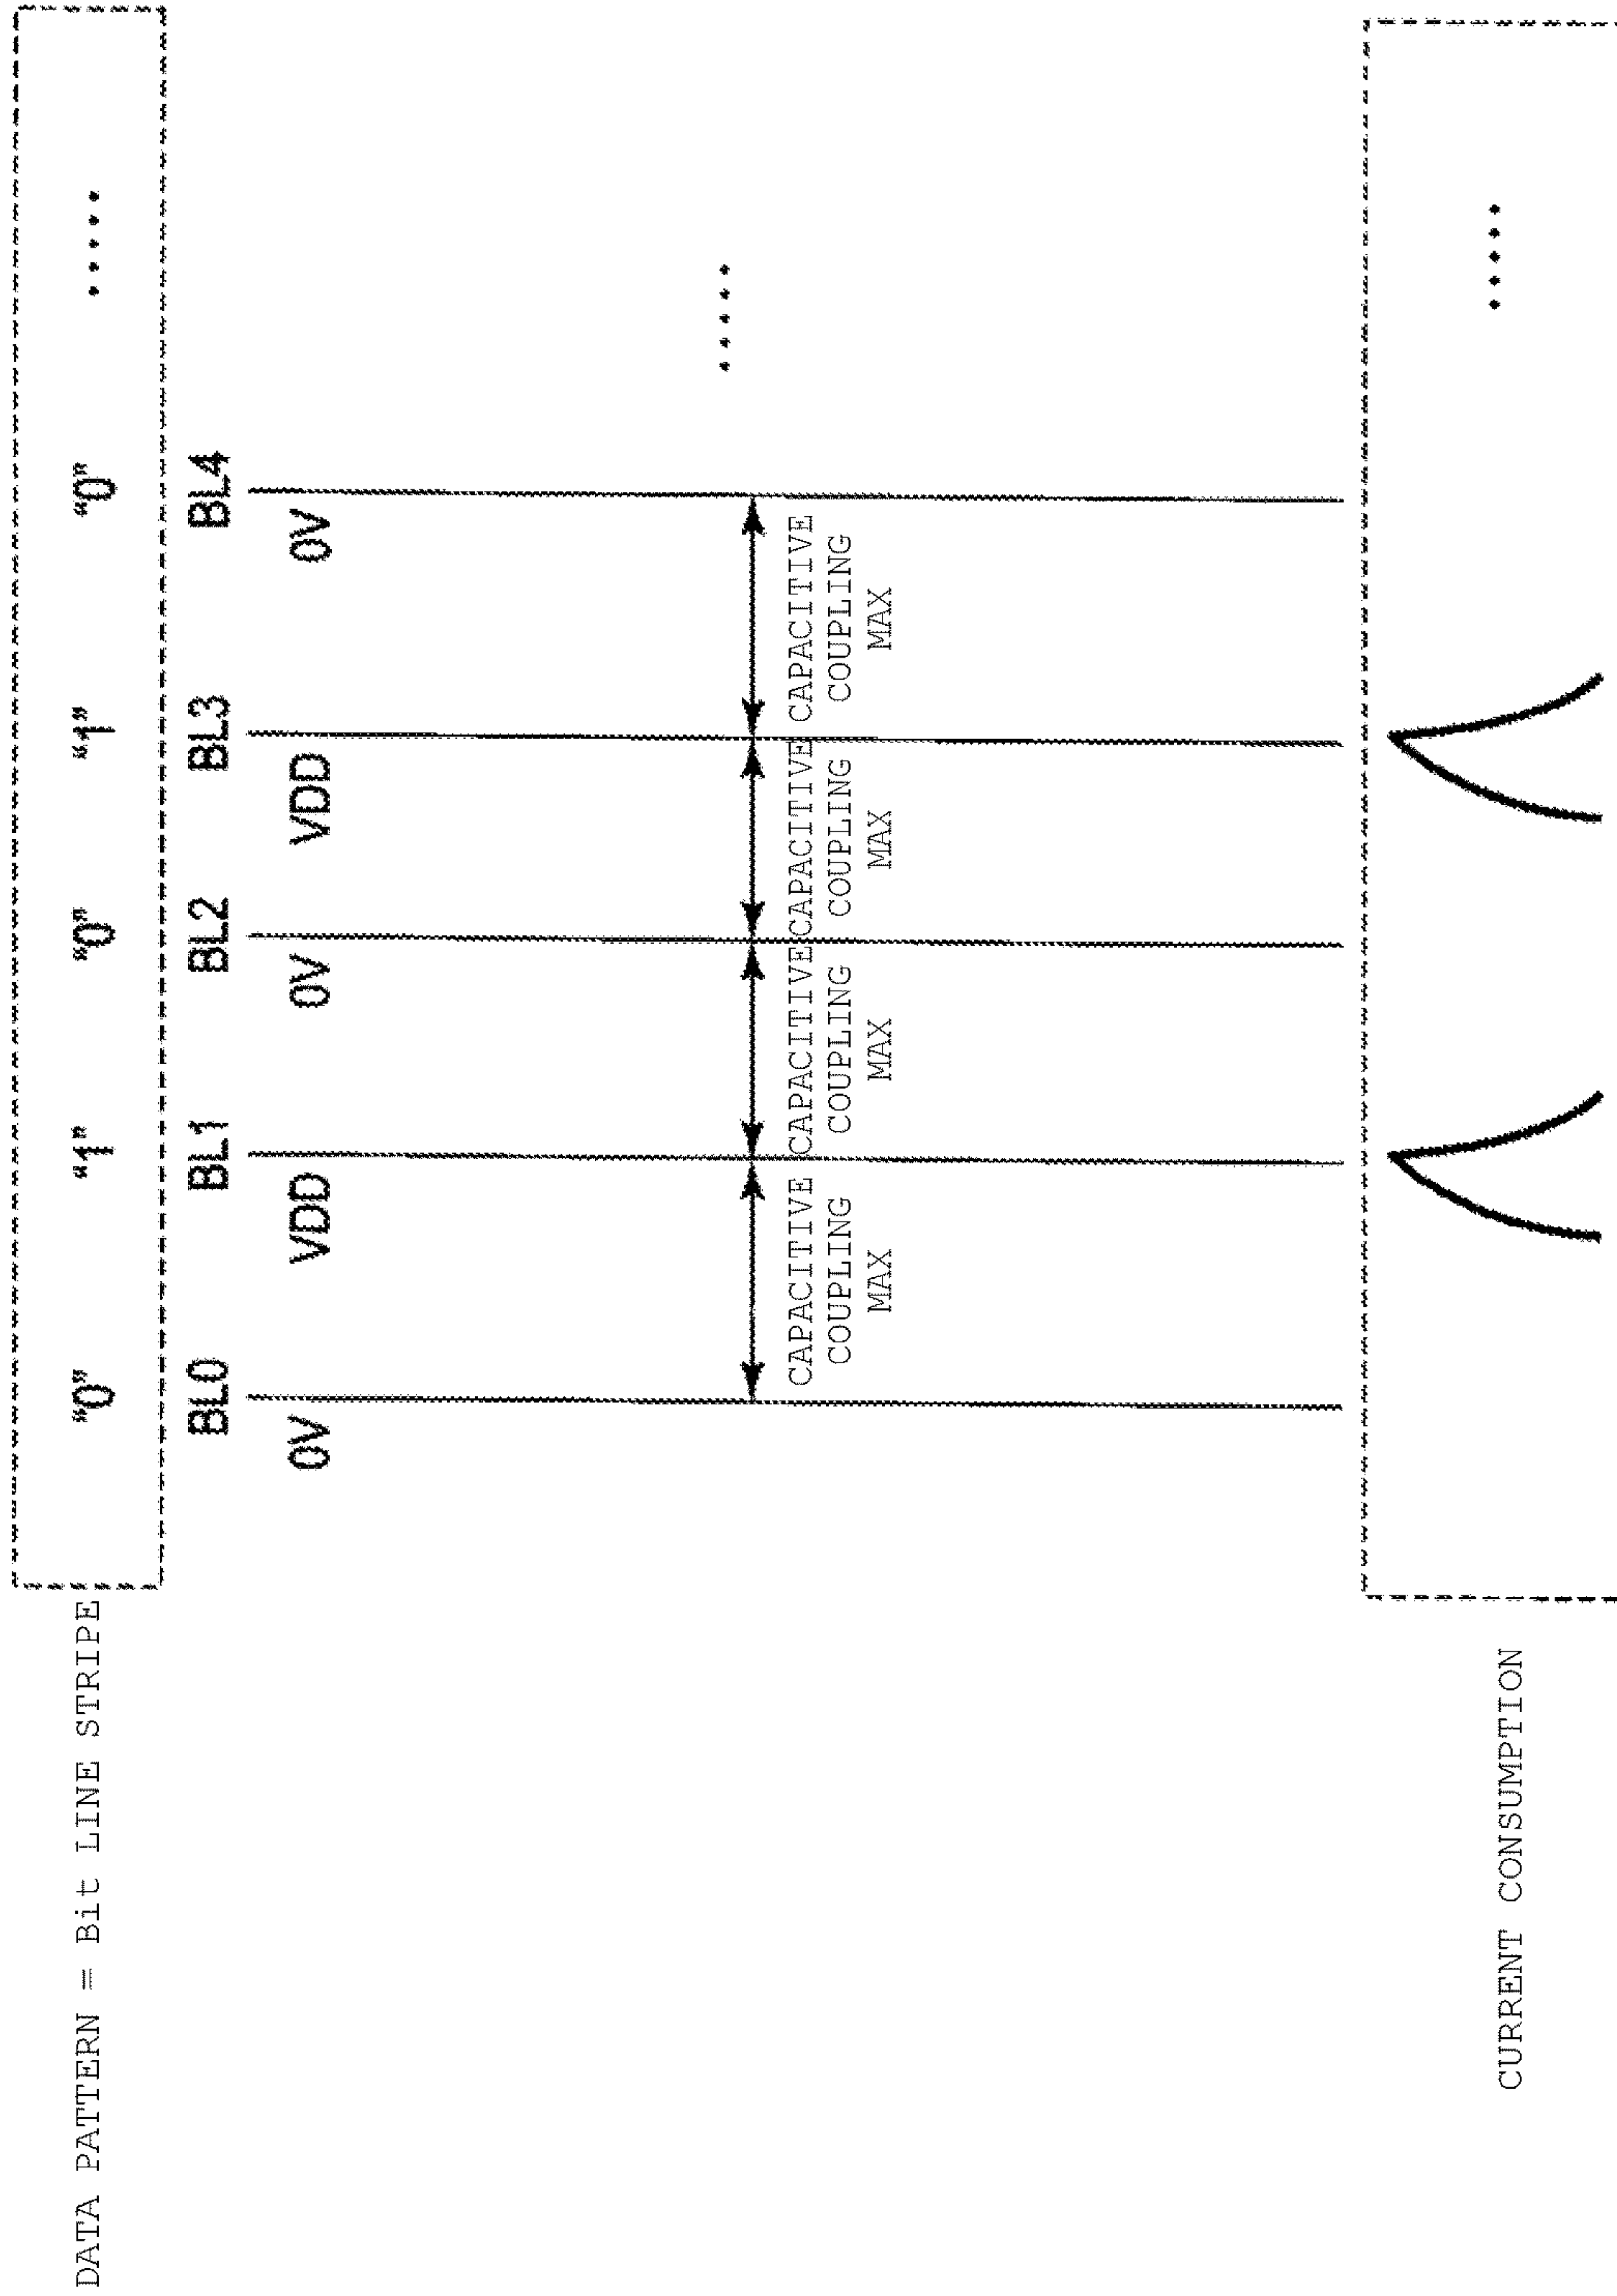 DATA PATTERN = Bit LINE STRIPE
"0" "1" "0" "1" "0" .....
BL0 BL1 BL2 BL3 BL4
0V VDD 0V VDD 0V
.....
CAPACITIVE CAPACITIVE CAPACITIVE CAPACITIVE
COUPLING COUPLING COUPLING COUPLING
MAX MAX MAX MAX
CURRENT CONSUMPTION
.....